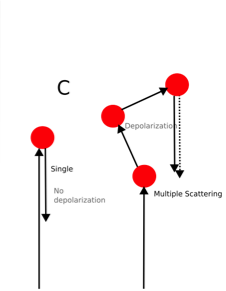 C
Depolarization
Single
No
depolarization
Multiple Scattering